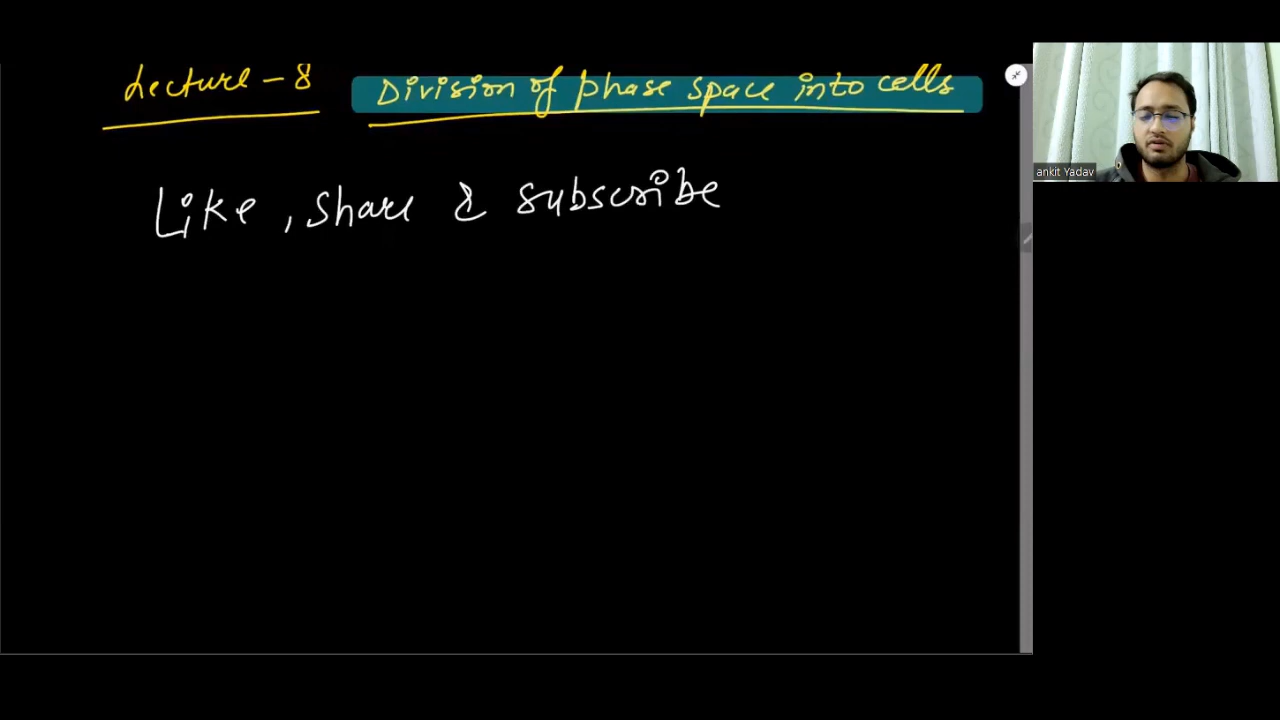 Lecture - 8 Division of phase space into cells
Like , Share & Subscribe
ankit Yadav